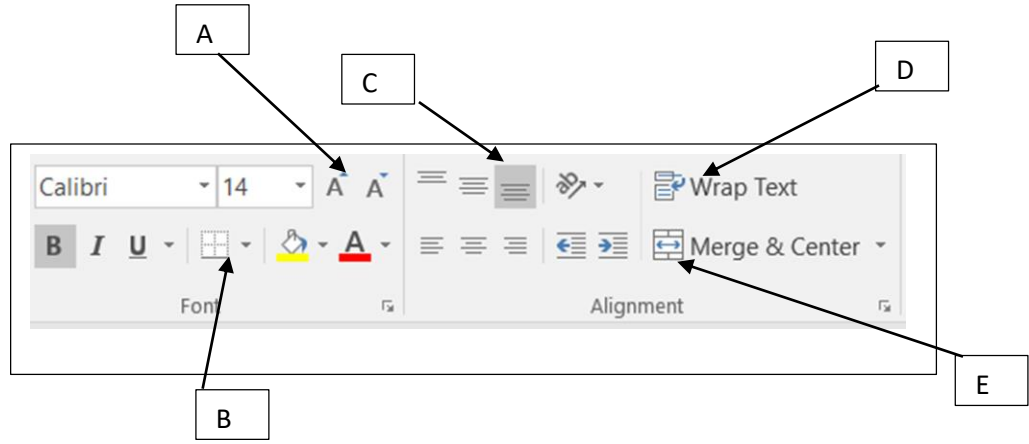 A
C
D
Calibri 14 A A Wrap Text
B I U A Merge & Center
Font Alignment
B
E